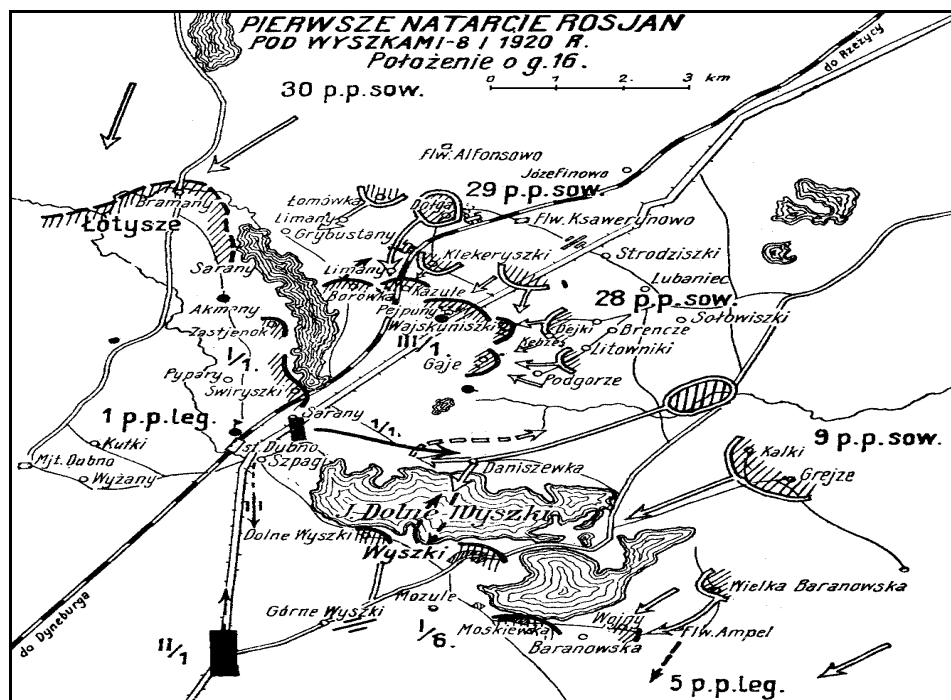 PIERWSZE NATARCIE ROSJAN
POD WYSZKAMI-8 I 1920 R.
Położenie o g.16.
0 1 2. 3 km
do Rzeżycy
30 p.p.sow.
Flw. Alfonsowo
Józefinowo
29 p.p.sow.
Bramany
Łotysze
Łomówka
Limany
Grybustany
Dołga
Flw. Ksawerynowo
Klekeryszki
Strodziszki
Sarany
Limany
Borówka
Kazule
Lubaniec
28 p.p.sow.
Akmany
Pejpuny
Wajskuniszki
Sołowiszki
Zastjenok
III/1.
Dejki
Brencze
Kebzes
Litowniki
I/1.
Gaje
Pypary
Swiryszki
Podgorze
1 p.p.leg.
Sarany
1/1.
9 p.p.sow.
Kutki
st. Dubno
Szpagi
Mjt. Dubno
Wyżany
Daniszewka
Kalki
Grejze
J. Dolne Wyszki
Dolne Wyszki
Wyszki
Wielka Baranowska
Mozule
Górne Wyszki
Wojny
Moskiewka
Flw. Ampel
I/6.
Baranowska
do Dyneburga
II/1
5 p.p.leg.